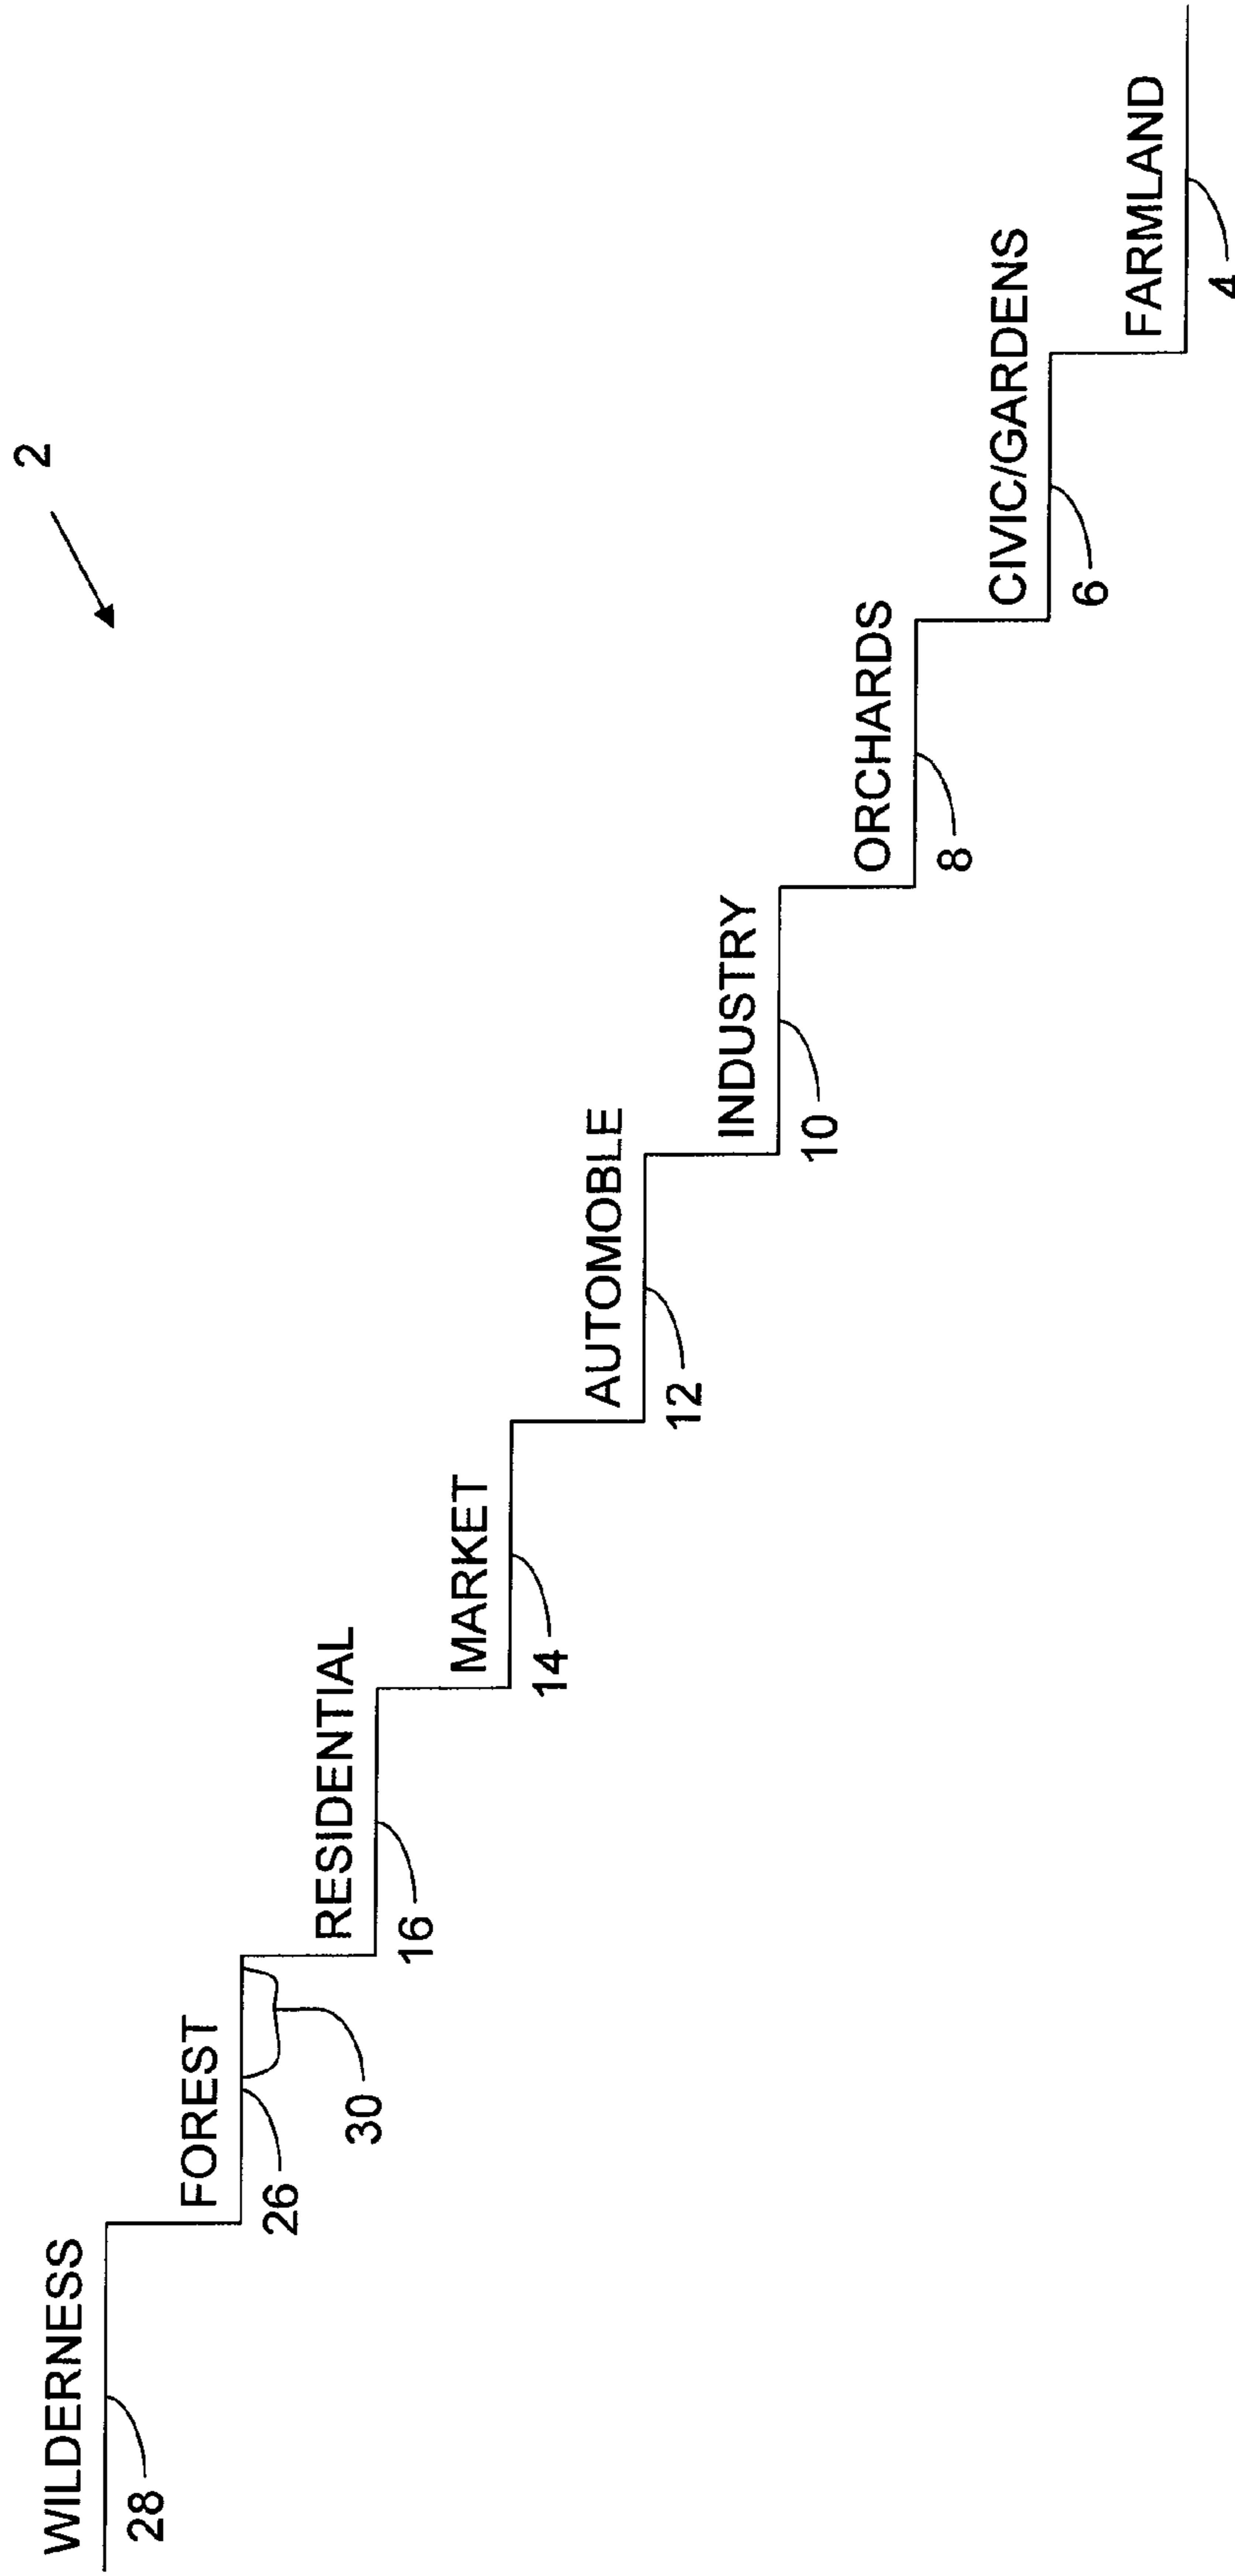 2
WILDERNESS
28
FOREST
26
30
RESIDENTIAL
16
MARKET
14
AUTOMOBLE
12
INDUSTRY
10
ORCHARDS
8
CIVIC/GARDENS
6
FARMLAND
4